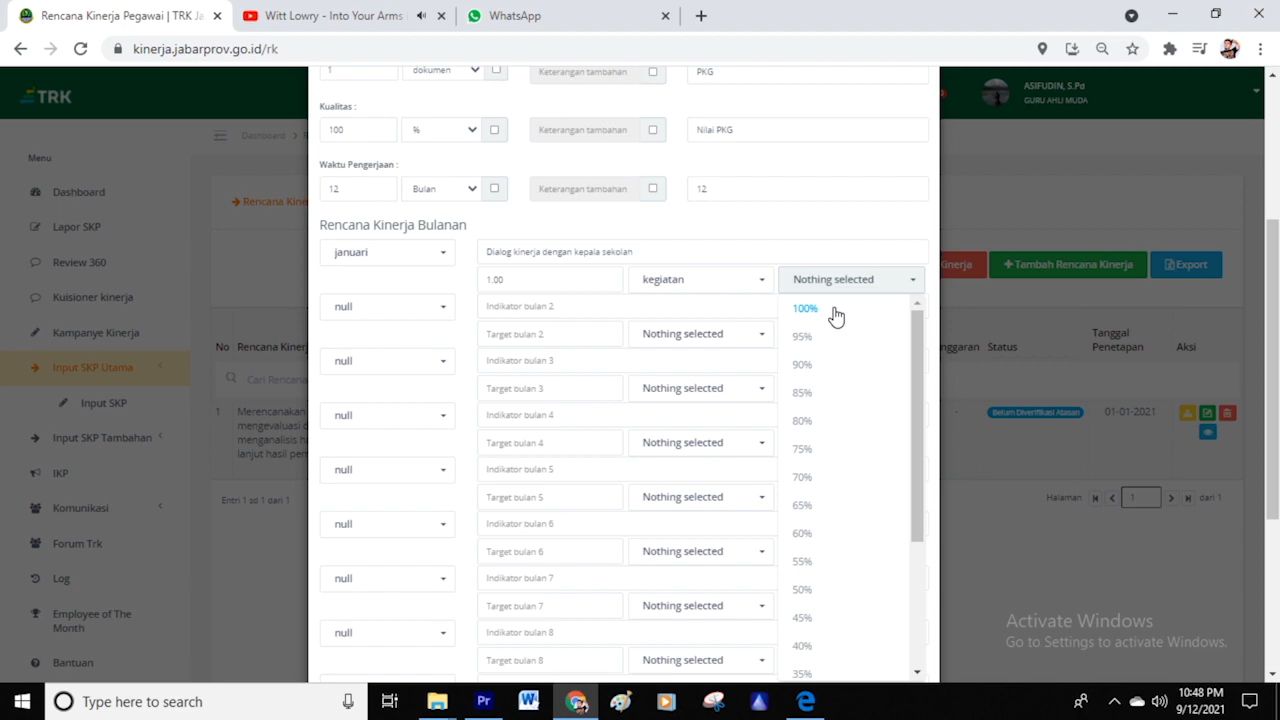 Rencana Kinerja Pegawai | TRK Ja
Witt Lowry - Into Your Arms
WhatsApp
kinerja.jabarprov.go.id/rk
TRK
ASIFUDIN, S.Pd
GURU AHLI MUDA
Menu
Dashboard
Lapor SKP
Review 360
Kuisioner kinerja
Kampanye Kinerja
Input SKP Utama
Input SKP
Input SKP Tambahan
IKP
Komunikasi
Forum Trk
Log
Employee of The
Month
Bantuan
Dashboard
Rencana Kine
No Rencana Kinerj
Cari Rencana
1 Merencanakan
mengevaluasi d
menganalisis ha
lanjut hasil pem
Entri 1 sd 1 dari 1
1 dokumen Keterangan tambahan PKG
Kualitas :
100 % Keterangan tambahan Nilai PKG
Waktu Pengerjaan :
12 Bulan Keterangan tambahan 12
Rencana Kinerja Bulanan
januari Dialog kinerja dengan kepala sekolah
1.00 kegiatan Nothing selected
null Indikator bulan 2
Target bulan 2 Nothing selected
null Indikator bulan 3
Target bulan 3 Nothing selected
null Indikator bulan 4
Target bulan 4 Nothing selected
null Indikator bulan 5
Target bulan 5 Nothing selected
null Indikator bulan 6
Target bulan 6 Nothing selected
null Indikator bulan 7
Target bulan 7 Nothing selected
null Indikator bulan 8
Target bulan 8 Nothing selected
100%
95%
90%
85%
80%
75%
70%
65%
60%
55%
50%
45%
40%
35%
inerja +Tambah Rencana Kinerja Export
nggaran Status Tanggal
Penetapan Aksi
Belum Diverifikasi Atasan 01-01-2021
Halaman 1 dari 1
Activate Windows
Go to Settings to activate Windows.
Type here to search
10:48 PM
9/12/2021